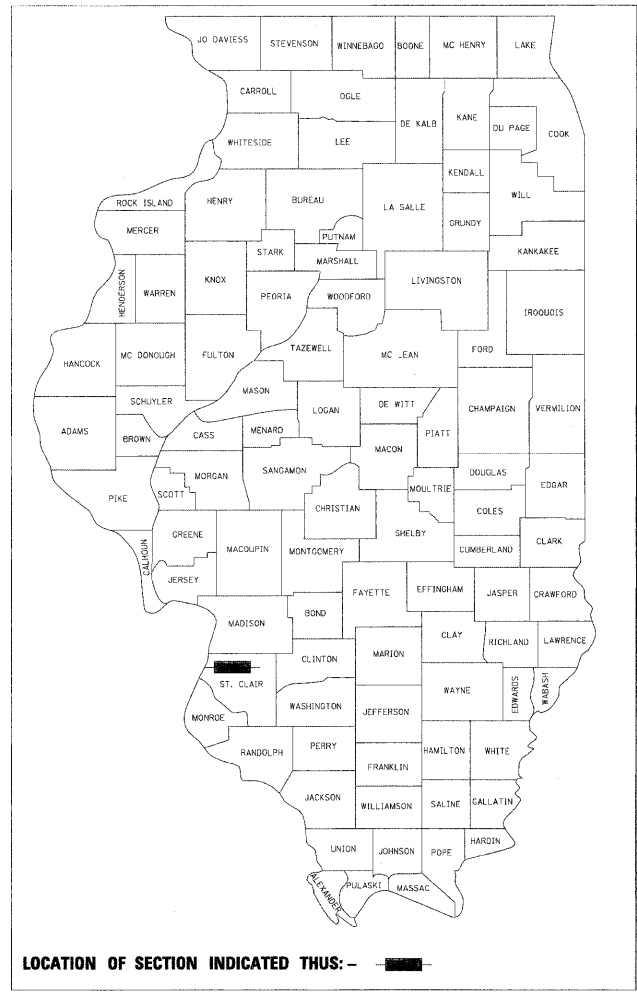 JO DAVIESS
STEVENSON
WINNEBAGO
BOONE
MC HENRY
LAKE
CARROLL
OGLE
DE KALB
KANE
DU PAGE
COOK
WHITESIDE
LEE
KENDALL
WILL
ROCK ISLAND
HENRY
BUREAU
LA SALLE
GRUNDY
MERCER
PUTNAM
STARK
MARSHALL
KANKAKEE
HENDERSON
WARREN
KNOX
PEORIA
WOODFORD
LIVINGSTON
IROQUOIS
HANCOCK
MC DONOUGH
FULTON
TAZEWELL
MC LEAN
FORD
SCHUYLER
MASON
LOGAN
DE WITT
CHAMPAIGN
VERMILION
ADAMS
BROWN
CASS
MENARD
MACON
PIATT
PIKE
SCOTT
MORGAN
SANGAMON
CHRISTIAN
MOULTRIE
DOUGLAS
EDGAR
COLES
CALHOUN
GREENE
MACOUPIN
MONTGOMERY
SHELBY
CUMBERLAND
CLARK
JERSEY
FAYETTE
EFFINGHAM
JASPER
CRAWFORD
MADISON
BOND
CLAY
RICHLAND
LAWRENCE
CLINTON
MARION
ST. CLAIR
WAYNE
EDWARDS
WABASH
MONROE
WASHINGTON
JEFFERSON
RANDOLPH
PERRY
HAMILTON
WHITE
FRANKLIN
JACKSON
WILLIAMSON
SALINE
GALLATIN
UNION
JOHNSON
POPE
HARDIN
ALEXANDER
PULASKI
MASSAC
LOCATION OF SECTION INDICATED THUS: –